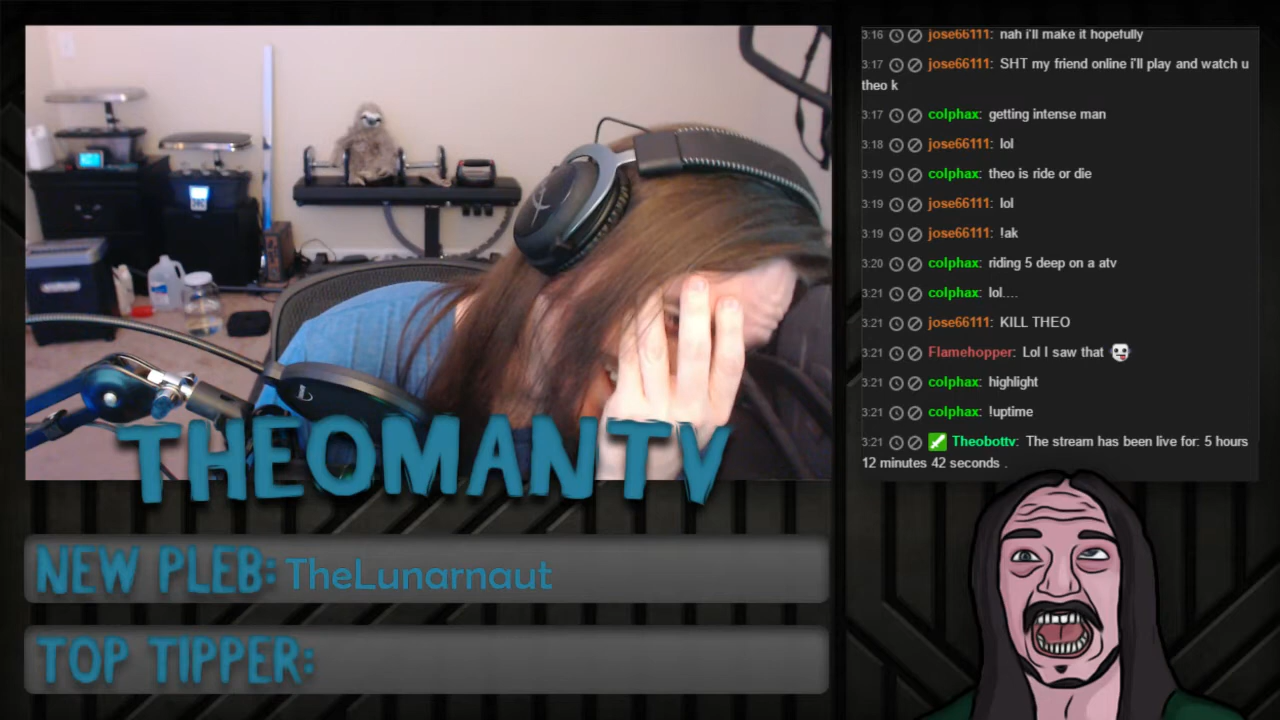 3:16 jose66111: nah i'll make it hopefully
3:17 jose66111: SHT my friend online i'll play and watch u
theo k
3:17 colphax: getting intense man
3:18 jose66111: lol
3:19 colphax: theo is ride or die
3:19 jose66111: lol
3:19 jose66111: !ak
3:20 colphax: riding 5 deep on a atv
3:21 colphax: lol....
3:21 jose66111: KILL THEO
3:21 Flamehopper: Lol I saw that
3:21 colphax: highlight
3:21 colphax: !uptime
3:21 Theobottv: The stream has been live for: 5 hours
12 minutes 42 seconds .
THEOMANTV
NEW PLEB: TheLunarnaut
TOP TIPPER: